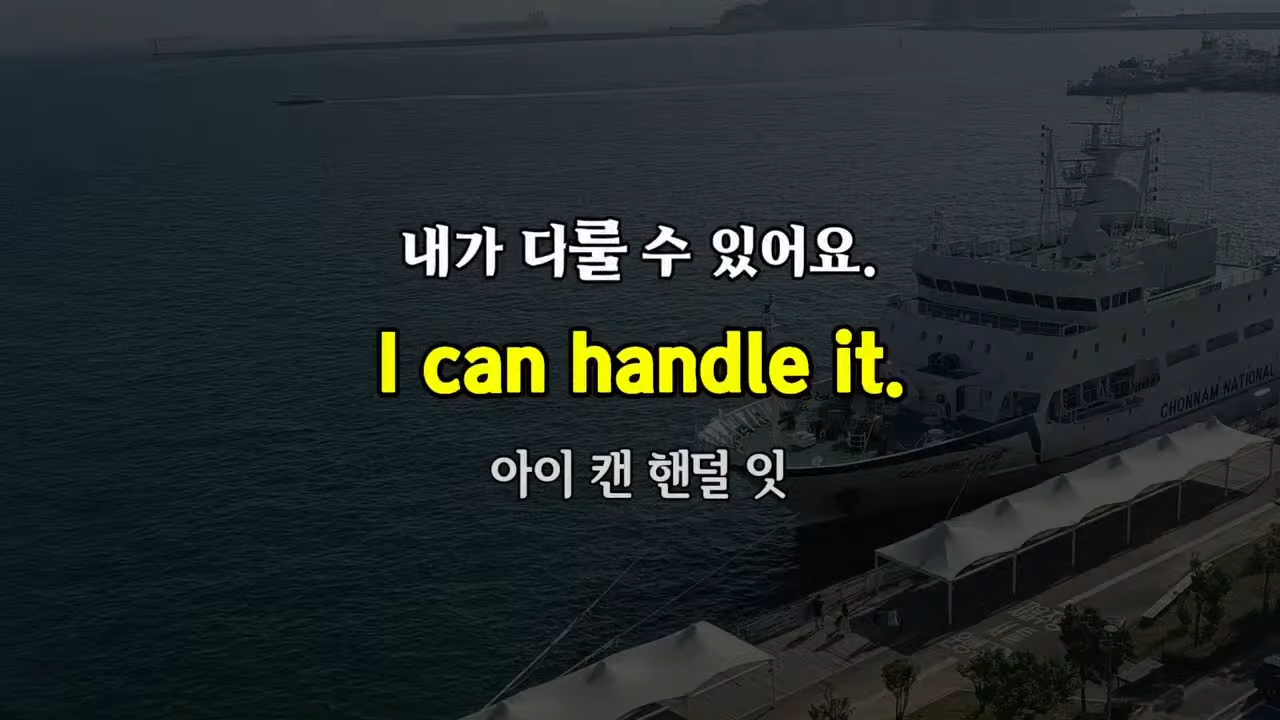 내가 다룰 수 있어요.
I can handle it.
아이 캔 핸덜 잇
CHONNAM NATIONAL